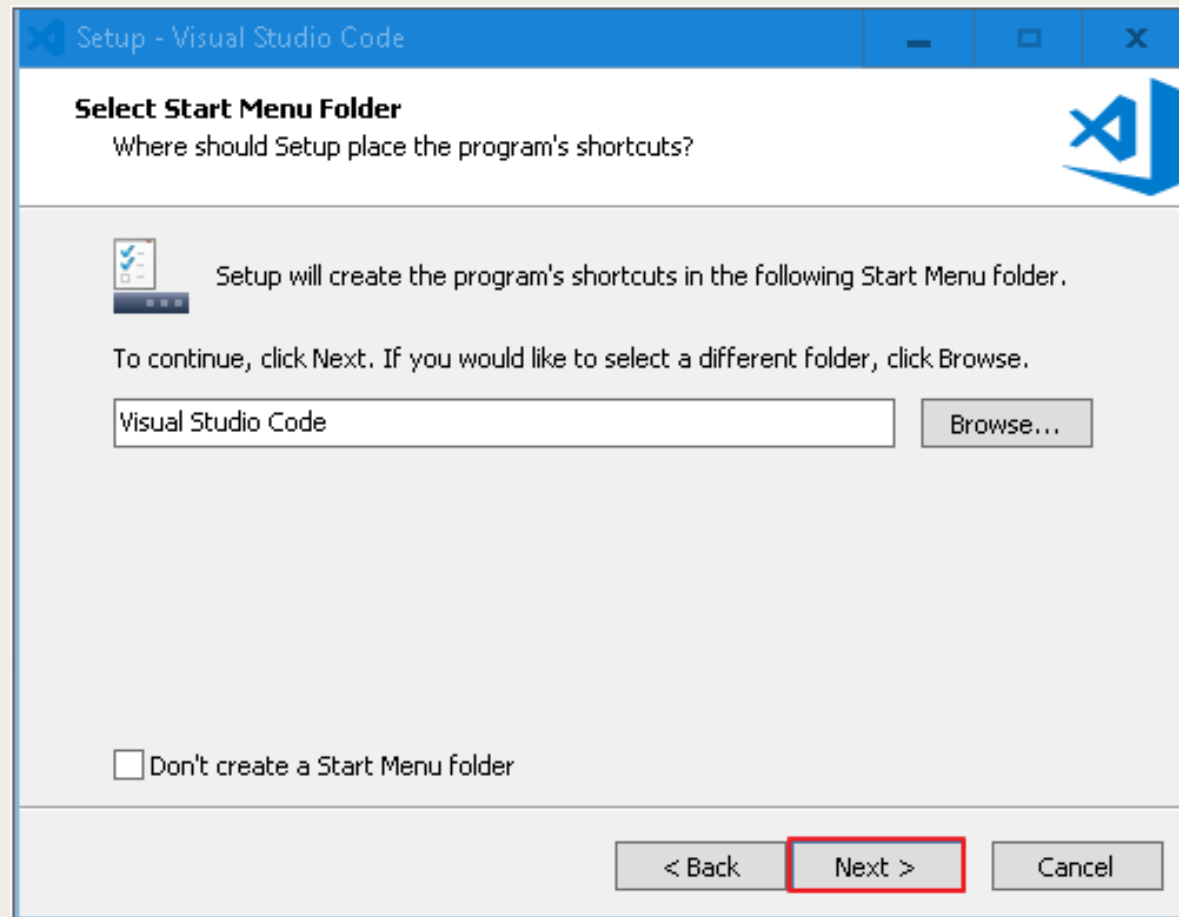 Setup - Visual Studio Code
Select Start Menu Folder
Where should Setup place the program's shortcuts?
Setup will create the program's shortcuts in the following Start Menu folder.
To continue, click Next. If you would like to select a different folder, click Browse.
Visual Studio Code
Browse...
Don't create a Start Menu folder
< Back
Next >
Cancel